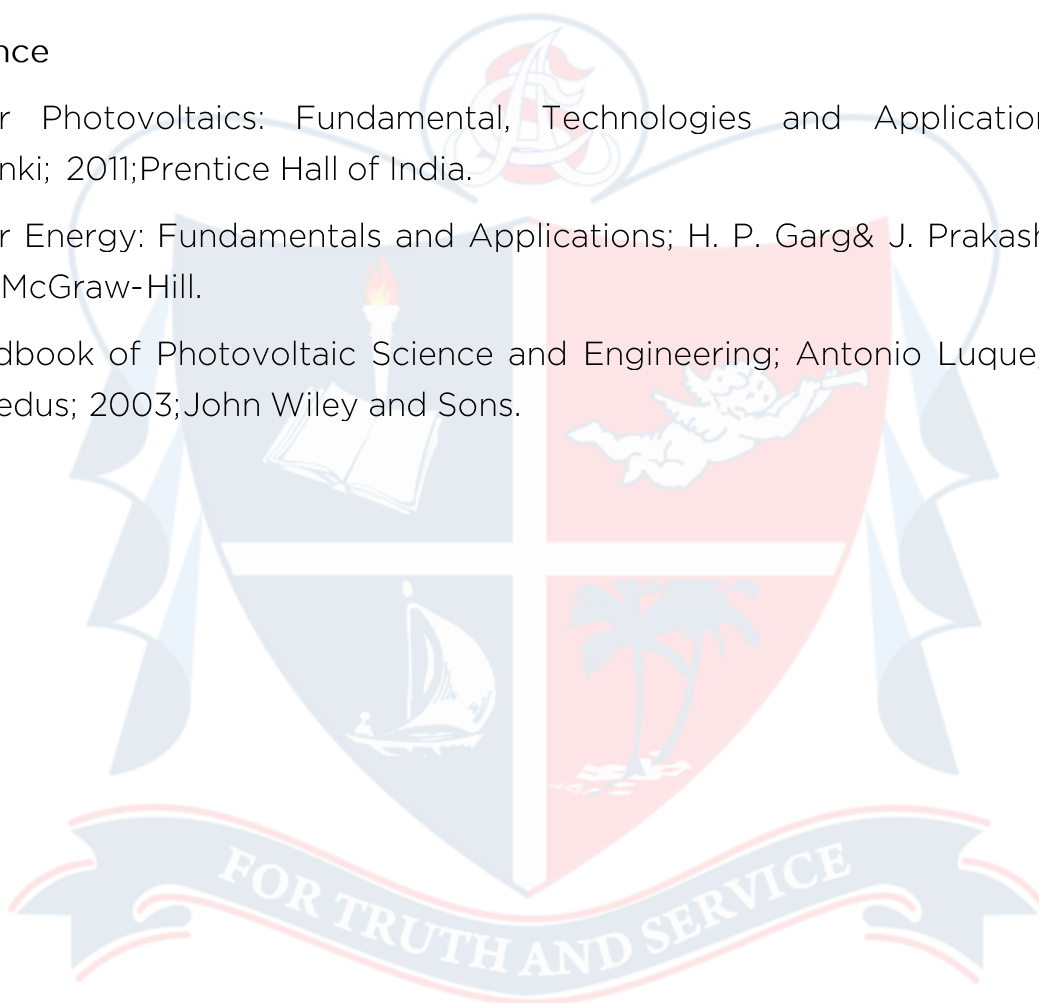 nce
r Photovoltaics: Fundamental, Technologies and Application
nki; 2011;Prentice Hall of India.
r Energy: Fundamentals and Applications; H. P. Garg& J. Prakash
McGraw-Hill.
dbook of Photovoltaic Science and Engineering; Antonio Luque,
edus; 2003;John Wiley and Sons.
FOR TRUTH AND SERVICE